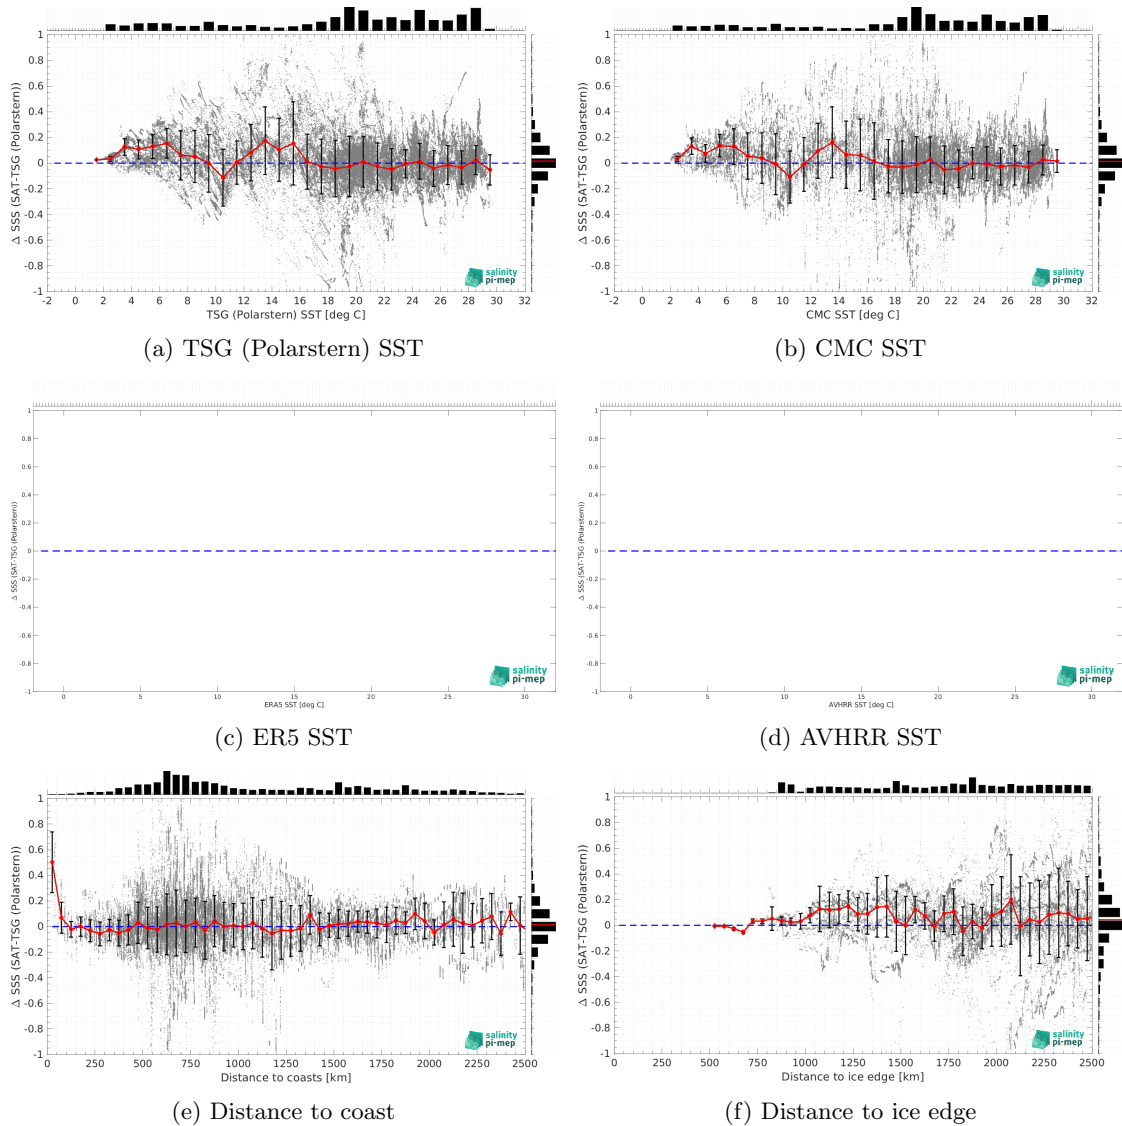 1
0.8
0.6
0.4
0.2
0
-0.2
-0.4
-0.6
-0.8
-1
Δ SSS (SAT-TSG (Polarstern))
salinity
pi-mep
-2 0 2 4 6 8 10 12 14 16 18 20 22 24 26 28 30 32
TSG (Polarstern) SST [deg C]
(a) TSG (Polarstern) SST
1
0.8
0.6
0.4
0.2
0
-0.2
-0.4
-0.6
-0.8
-1
Δ SSS (SAT-TSG (Polarstern))
salinity
pi-mep
-2 0 2 4 6 8 10 12 14 16 18 20 22 24 26 28 30 32
CMC SST [deg C]
(b) CMC SST
1
0.8
0.6
0.4
0.2
0
-0.2
-0.4
-0.6
-0.8
-1
Δ SSS (SAT-TSG (Polarstern))
salinity
pi-mep
0 5 10 15 20 25 30
ERA5 SST [deg C]
(c) ER5 SST
1
0.8
0.6
0.4
0.2
0
-0.2
-0.4
-0.6
-0.8
-1
Δ SSS (SAT-TSG (Polarstern))
salinity
pi-mep
0 5 10 15 20 25 30
AVHRR SST [deg C]
(d) AVHRR SST
1
0.8
0.6
0.4
0.2
0
-0.2
-0.4
-0.6
-0.8
-1
Δ SSS (SAT-TSG (Polarstern))
salinity
pi-mep
0 250 500 750 1000 1250 1500 1750 2000 2250 2500
Distance to coasts [km]
(e) Distance to coast
1
0.8
0.6
0.4
0.2
0
-0.2
-0.4
-0.6
-0.8
-1
Δ SSS (SAT-TSG (Polarstern))
salinity
pi-mep
0 250 500 750 1000 1250 1500 1750 2000 2250 2500
Distance to ice edge [km]
(f) Distance to ice edge